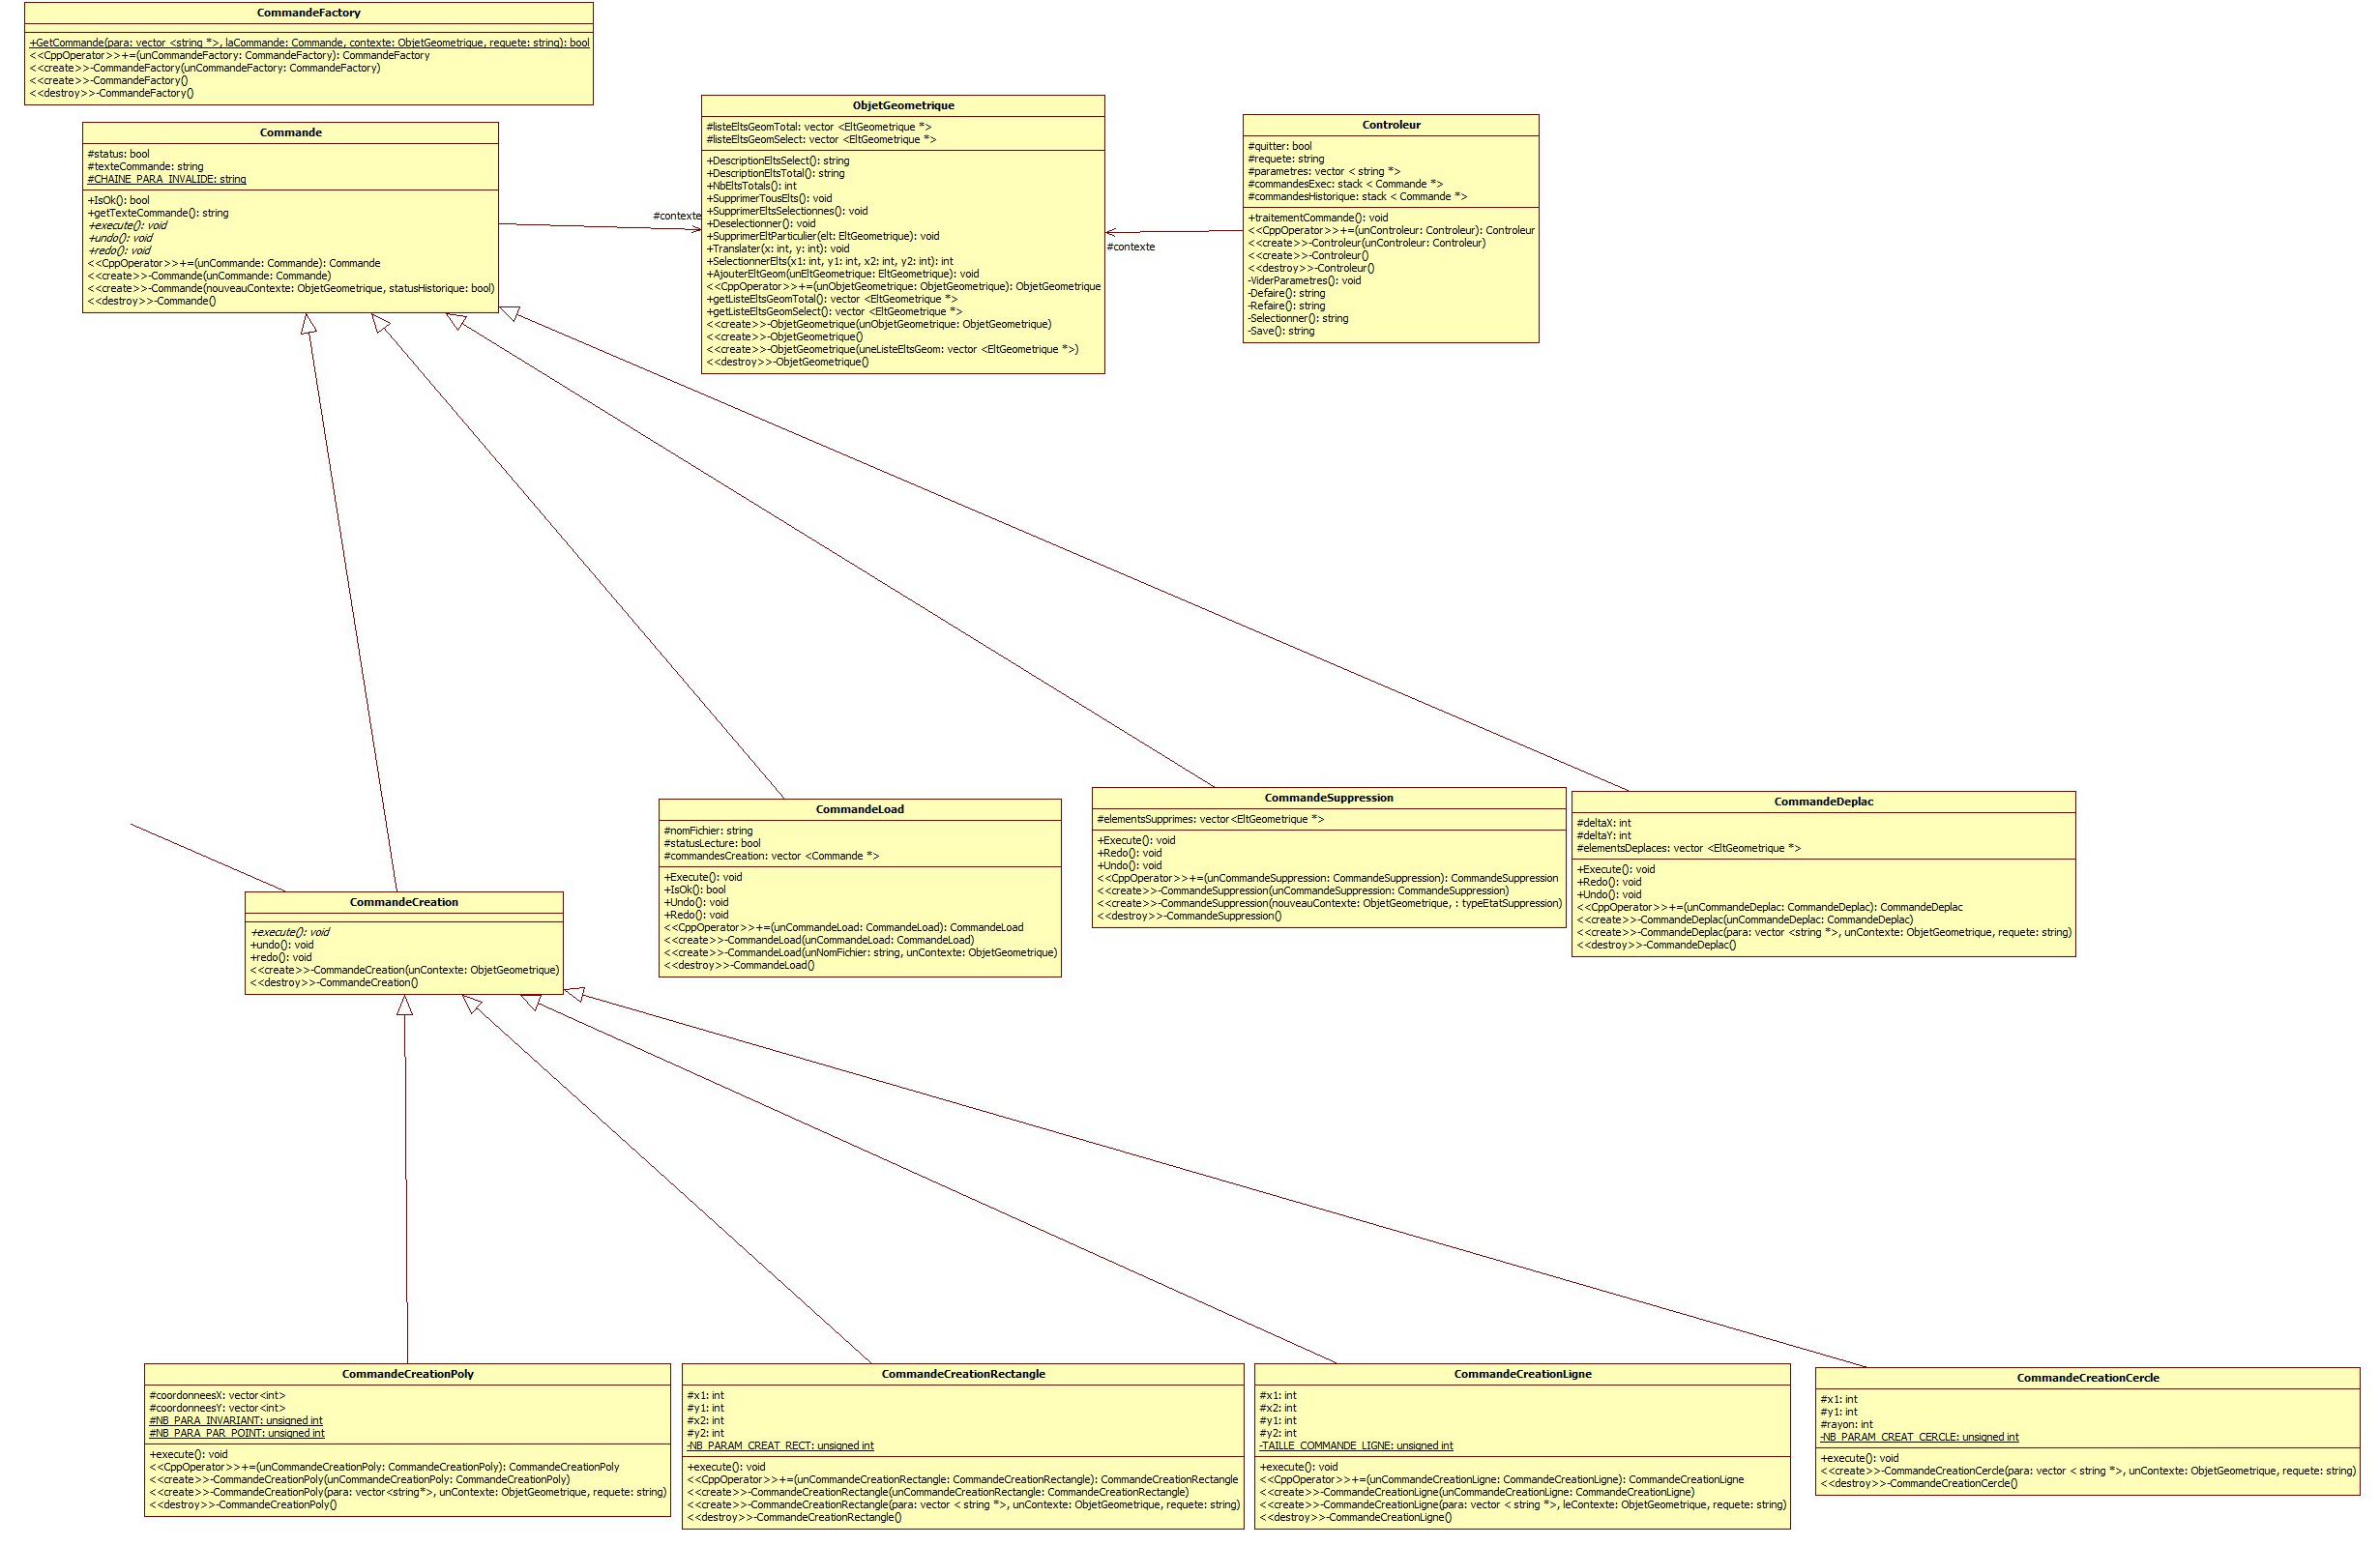 CommandeFactory
+GetCommande(para: vector <string *>, laCommande: Commande, contexte: ObjetGeometrique, requete: string): bool
<<CppOperator>>+=(unCommandeFactory: CommandeFactory): CommandeFactory
<<create>>-CommandeFactory(unCommandeFactory: CommandeFactory)
<<create>>-CommandeFactory()
<<destroy>>-CommandeFactory()
Commande
#status: bool
#texteCommande: string
#CHAINE_PARA_INVALIDE: string
+IsOk(): bool
+getTexteCommande(): string
+execute(): void
+undo(): void
+redo(): void
<<CppOperator>>+=(unCommande: Commande): Commande
<<create>>-Commande(unCommande: Commande)
<<create>>-Commande(nouveauContexte: ObjetGeometrique, statusHistorique: bool)
<<destroy>>-Commande()
#contexte
ObjetGeometrique
#listeEltsGeomTotal: vector <EltGeometrique *>
#listeEltsGeomSelect: vector <EltGeometrique *>
+DescriptionEltsSelect(): string
+DescriptionEltsTotal(): string
+NbEltsTotals(): int
+SupprimerTousElts(): void
+SupprimerEltsSelectionnes(): void
+Deselectionner(): void
+SupprimerEltParticulier(elt: EltGeometrique): void
+Translater(x: int, y: int): void
+SelectionnerElts(x1: int, y1: int, x2: int, y2: int): int
+AjouterEltGeom(unEltGeometrique: EltGeometrique): void
<<CppOperator>>+=(unObjetGeometrique: ObjetGeometrique): ObjetGeometrique
+getListeEltsGeomTotal(): vector <EltGeometrique *>
+getListeEltsGeomSelect(): vector <EltGeometrique *>
<<create>>-ObjetGeometrique(unObjetGeometrique: ObjetGeometrique)
<<create>>-ObjetGeometrique()
<<create>>-ObjetGeometrique(uneListeEltsGeom: vector <EltGeometrique *>)
<<destroy>>-ObjetGeometrique()
#contexte
Controleur
#quitter: bool
#requete: string
#parametres: vector < string *>
#commandesExec: stack < Commande *>
#commandesHistorique: stack < Commande *>
+traitementCommande(): void
<<CppOperator>>+=(unControleur: Controleur): Controleur
<<create>>-Controleur(unControleur: Controleur)
<<create>>-Controleur()
<<destroy>>-Controleur()
-ViderParametres(): void
-Defaire(): string
-Refaire(): string
-Selectionner(): string
-Save(): string
CommandeCreation
+execute(): void
+undo(): void
+redo(): void
<<create>>-CommandeCreation(unContexte: ObjetGeometrique)
<<destroy>>-CommandeCreation()
CommandeLoad
#nomFichier: string
#statusLecture: bool
#commandesCreation: vector <Commande *>
+Execute(): void
+IsOk(): bool
+Undo(): void
+Redo(): void
<<CppOperator>>+=(unCommandeLoad: CommandeLoad): CommandeLoad
<<create>>-CommandeLoad(unCommandeLoad: CommandeLoad)
<<create>>-CommandeLoad(unNomFichier: string, unContexte: ObjetGeometrique)
<<destroy>>-CommandeLoad()
CommandeSuppression
#elementsSupprimes: vector<EltGeometrique *>
+Execute(): void
+Redo(): void
+Undo(): void
<<CppOperator>>+=(unCommandeSuppression: CommandeSuppression): CommandeSuppression
<<create>>-CommandeSuppression(unCommandeSuppression: CommandeSuppression)
<<create>>-CommandeSuppression(nouveauContexte: ObjetGeometrique, : typeEtatSuppression)
<<destroy>>-CommandeSuppression()
CommandeDeplac
#deltaX: int
#deltaY: int
#elementsDeplaces: vector <EltGeometrique *>
+Execute(): void
+Redo(): void
+Undo(): void
<<CppOperator>>+=(unCommandeDeplac: CommandeDeplac): CommandeDeplac
<<create>>-CommandeDeplac(unCommandeDeplac: CommandeDeplac)
<<create>>-CommandeDeplac(para: vector <string *>, unContexte: ObjetGeometrique, requete: string)
<<destroy>>-CommandeDeplac()
CommandeCreationPoly
#coordonneesX: vector<int>
#coordonneesY: vector<int>
#NB_PARA_INVARIANT: unsigned int
#NB_PARA_PAR_POINT: unsigned int
+execute(): void
<<CppOperator>>+=(unCommandeCreationPoly: CommandeCreationPoly): CommandeCreationPoly
<<create>>-CommandeCreationPoly(unCommandeCreationPoly: CommandeCreationPoly)
<<create>>-CommandeCreationPoly(para: vector<string*>, unContexte: ObjetGeometrique, requete: string)
<<destroy>>-CommandeCreationPoly()
CommandeCreationRectangle
#x1: int
#y1: int
#x2: int
#y2: int
-NB_PARAM_CREAT_RECT: unsigned int
+execute(): void
<<CppOperator>>+=(unCommandeCreationRectangle: CommandeCreationRectangle): CommandeCreationRectangle
<<create>>-CommandeCreationRectangle(unCommandeCreationRectangle: CommandeCreationRectangle)
<<create>>-CommandeCreationRectangle(para: vector < string *>, unContexte: ObjetGeometrique, requete: string)
<<destroy>>-CommandeCreationRectangle()
CommandeCreationLigne
#x1: int
#x2: int
#y1: int
#y2: int
-TAILLE_COMMANDE_LIGNE: unsigned int
+execute(): void
<<CppOperator>>+=(unCommandeCreationLigne: CommandeCreationLigne): CommandeCreationLigne
<<create>>-CommandeCreationLigne(unCommandeCreationLigne: CommandeCreationLigne)
<<create>>-CommandeCreationLigne(para: vector < string *>, leContexte: ObjetGeometrique, requete: string)
<<destroy>>-CommandeCreationLigne()
CommandeCreationCercle
#x1: int
#y1: int
#rayon: int
-NB_PARAM_CREAT_CERCLE: unsigned int
+execute(): void
<<create>>-CommandeCreationCercle(para: vector < string *>, unContexte: ObjetGeometrique, requete: string)
<<destroy>>-CommandeCreationCercle()